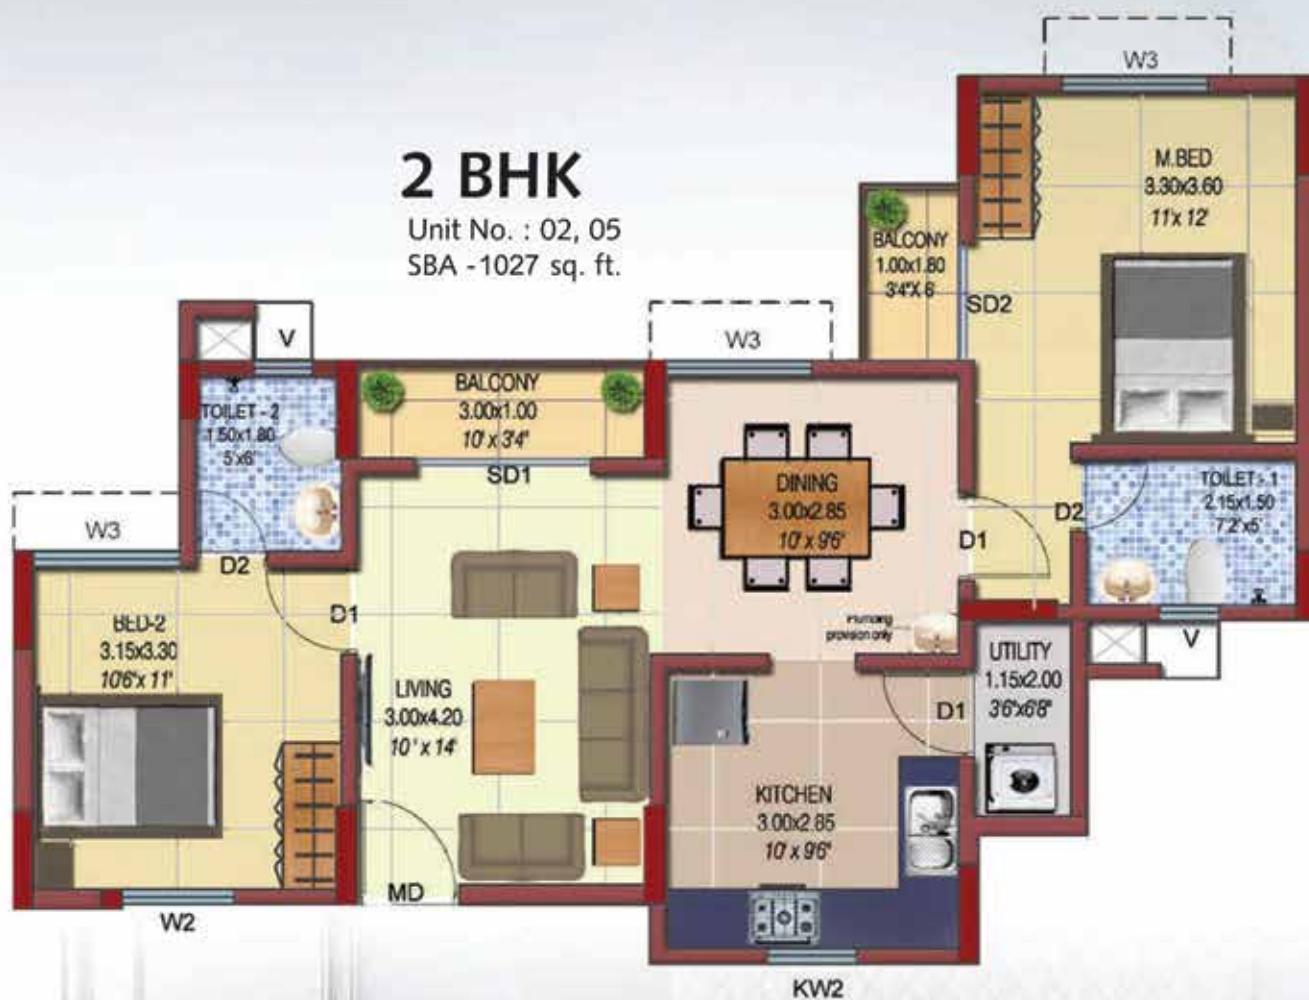 2 BHK
Unit No. : 02, 05
SBA -1027 sq. ft.
W3
M.BED
3.30x3.60
11'x 12'
BALCONY
1.00x1.80
3'4"X 6'
SD2
V
W3
BALCONY
3.00x1.00
10' x 3'4"
SD1
TOILET - 2
1.50x1.80
5'x6'
W3
D2
DINING
3.00x2.85
10' x 9'6"
D1
D2
TOILET - 1
2.15x1.50
7'2"x5'
Plumbing
provision only
V
BED-2
3.15x3.30
10'6"x 11'
D1
LIVING
3.00x4.20
10' x 14'
UTILITY
1.15x2.00
3'6"x6'8"
D1
KITCHEN
3.00x2.85
10' x 9'6"
MD
W2
KW2